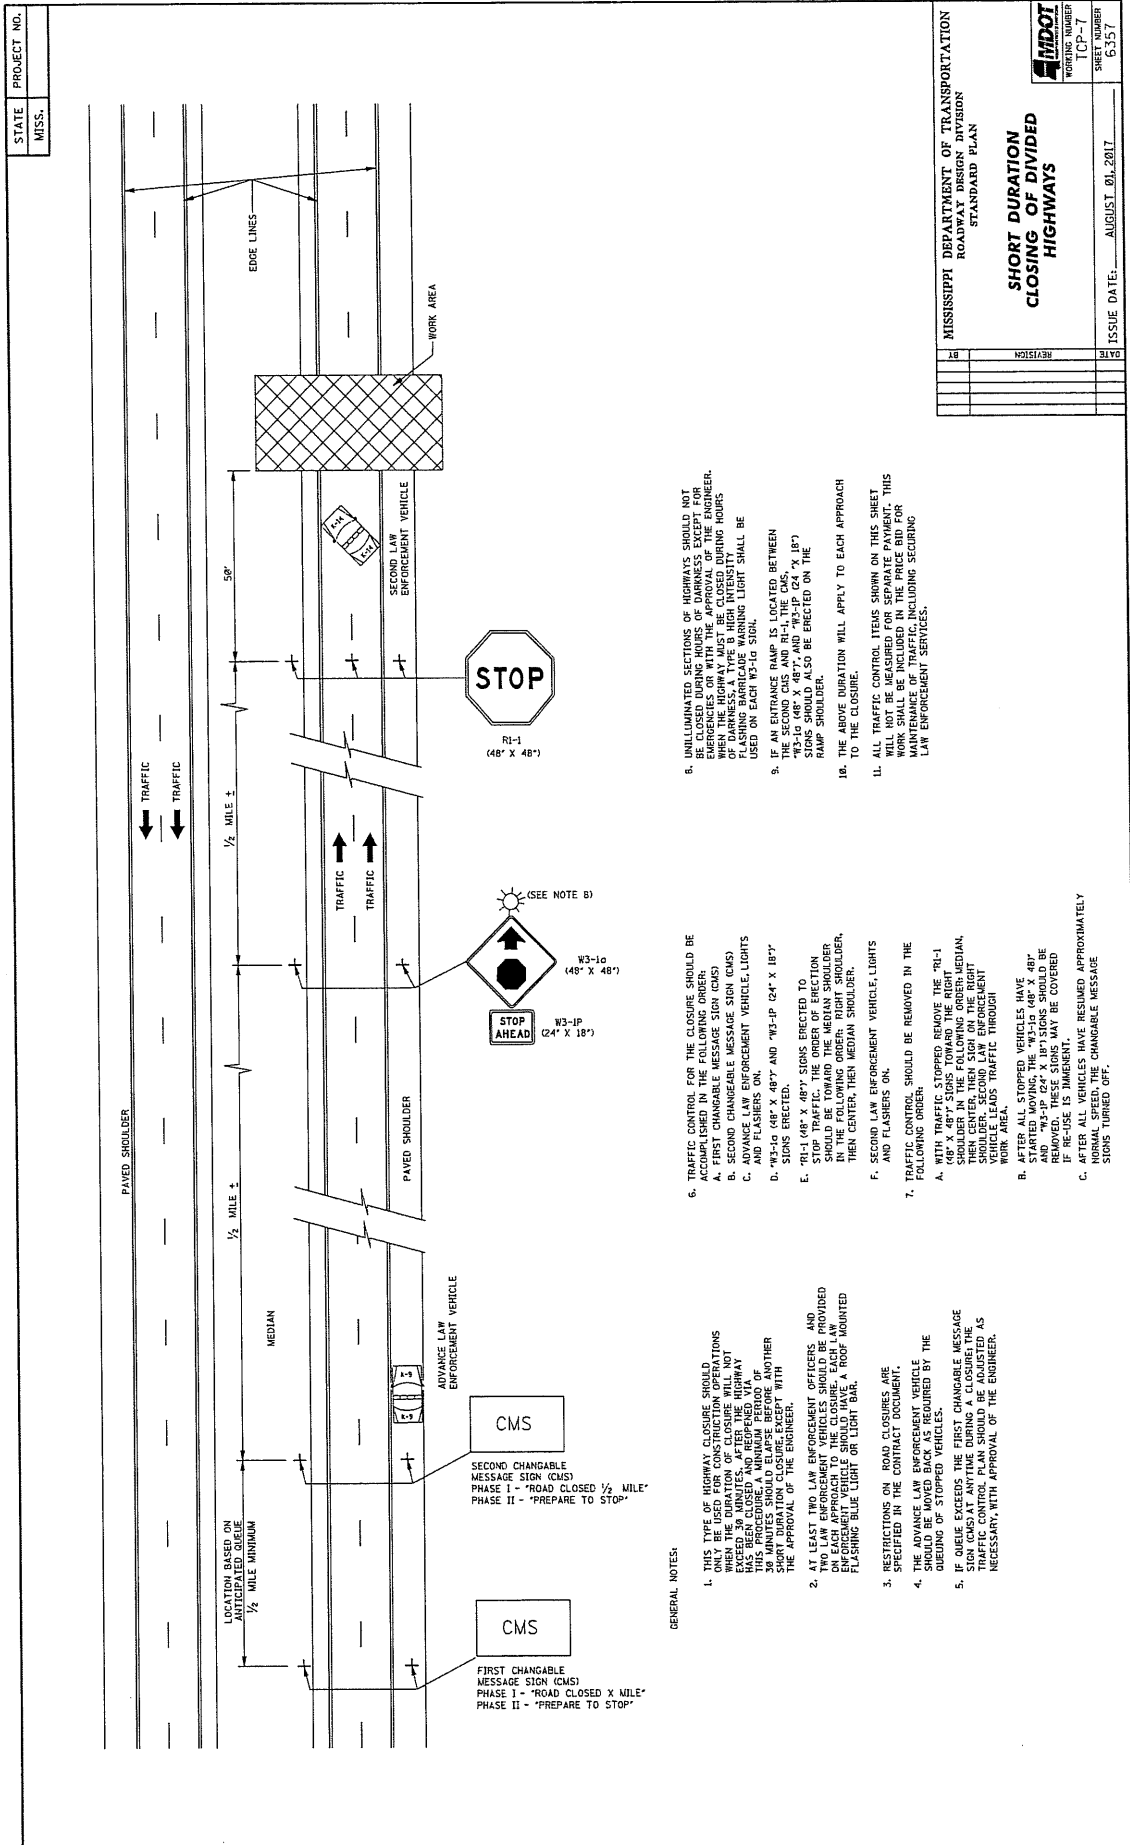 STATE PROJECT NO.
MISS.
PAVED SHOULDER
TRAFFIC
TRAFFIC
EDGE LINES
LOCATION BASED ON
ANTICIPATED QUEUE
1/2 MILE MINIMUM
1/2 MILE ±
1/2 MILE ±
50'
MEDIAN
TRAFFIC
TRAFFIC
K-9
K-9
K-14
K-14
PAVED SHOULDER
ADVANCE LAW
ENFORCEMENT VEHICLE
SECOND LAW
ENFORCEMENT VEHICLE
WORK AREA
CMS
FIRST CHANGABLE
MESSAGE SIGN (CMS)
PHASE I - "ROAD CLOSED X MILE"
PHASE II - "PREPARE TO STOP"
CMS
SECOND CHANGABLE
MESSAGE SIGN (CMS)
PHASE I - "ROAD CLOSED 1/2 MILE"
PHASE II - "PREPARE TO STOP"
(SEE NOTE 8)
W3-1a
(48" X 48")
STOP
AHEAD
W3-1P
(24" X 18")
STOP
R1-1
(48" X 48")
GENERAL NOTES:
1. THIS TYPE OF HIGHWAY CLOSURE SHOULD
ONLY BE USED FOR CONSTRUCTION OPERATIONS
WHEN THE DURATION OF CLOSURE WILL NOT
EXCEED 30 MINUTES. AFTER THE HIGHWAY
HAS BEEN CLOSED AND REOPENED VIA
THIS PROCEDURE, A MINIMUM PERIOD OF
30 MINUTES SHOULD ELAPSE BEFORE ANOTHER
SHORT DURATION CLOSURE, EXCEPT WITH
THE APPROVAL OF THE ENGINEER.
2. AT LEAST TWO LAW ENFORCEMENT OFFICERS AND
TWO LAW ENFORCEMENT VEHICLES SHOULD BE PROVIDED
ON EACH APPROACH TO THE CLOSURE. EACH LAW
ENFORCEMENT VEHICLE SHOULD HAVE A ROOF MOUNTED
FLASHING BLUE LIGHT OR LIGHT BAR.
3. RESTRICTIONS ON ROAD CLOSURES ARE
SPECIFIED IN THE CONTRACT DOCUMENT.
4. THE ADVANCE LAW ENFORCEMENT VEHICLE
SHOULD BE MOVED BACK AS REQUIRED BY THE
QUEUING OF STOPPED VEHICLES.
5. IF QUEUE EXCEEDS THE FIRST CHANGABLE MESSAGE
SIGN (CMS) AT ANYTIME DURING A CLOSURE; THE
TRAFFIC CONTROL PLAN SHOULD BE ADJUSTED AS
NECESSARY, WITH APPROVAL OF THE ENGINEER.
6. TRAFFIC CONTROL FOR THE CLOSURE SHOULD BE
ACCOMPLISHED IN THE FOLLOWING ORDER:
A. FIRST CHANGABLE MESSAGE SIGN (CMS)
B. SECOND CHANGEABLE MESSAGE SIGN (CMS)
C. ADVANCE LAW ENFORCEMENT VEHICLE, LIGHTS
AND FLASHERS ON.
D. "W3-1a (48" X 48")" AND "W3-1P (24" X 18")"
SIGNS ERECTED.
E. "R1-1 (48" X 48")" SIGNS ERECTED TO
STOP TRAFFIC. THE ORDER OF ERECTION
SHOULD BE TOWARD THE MEDIAN SHOULDER
IN THE FOLLOWING ORDER: RIGHT SHOULDER,
THEN CENTER, THEN MEDIAN SHOULDER.
F. SECOND LAW ENFORCEMENT VEHICLE, LIGHTS
AND FLASHERS ON.
7. TRAFFIC CONTROL SHOULD BE REMOVED IN THE
FOLLOWING ORDER:
A. WITH TRAFFIC STOPPED REMOVE THE "R1-1
(48" X 48")" SIGNS TOWARD THE RIGHT
SHOULDER IN THE FOLLOWING ORDER: MEDIAN,
THEN CENTER, THEN SIGN ON THE RIGHT
SHOULDER. SECOND LAW ENFORCEMENT
VEHICLE LEADS TRAFFIC THROUGH
WORK AREA.
B. AFTER ALL STOPPED VEHICLES HAVE
STARTED MOVING, THE "W3-1a (48" X 48)"
AND "W3-1P (24" X 18")" SIGNS SHOULD BE
REMOVED. THESE SIGNS MAY BE COVERED
IF RE-USE IS IMMENENT.
C. AFTER ALL VEHICLES HAVE RESUMED APPROXIMATELY
NORMAL SPEED, THE CHANGABLE MESSAGE
SIGNS TURNED OFF.
8. UNILLUMINATED SECTIONS OF HIGHWAYS SHOULD NOT
BE CLOSED DURING HOURS OF DARKNESS EXCEPT FOR
EMERGENCIES OR WITH THE APPROVAL OF THE ENGINEER.
WHEN THE HIGHWAY MUST BE CLOSED DURING HOURS
OF DARKNESS, A TYPE B HIGH INTENSITY
FLASHING BARRICADE WARNING LIGHT SHALL BE
USED ON EACH W3-1a SIGN.
9. IF AN ENTRANCE RAMP IS LOCATED BETWEEN
THE SECOND CMS AND R1-1, THE CMS,
"W3-1a (48" X 48")", AND "W3-1P (24 "X 18")
SIGNS SHOULD ALSO BE ERECTED ON THE
RAMP SHOULDER.
10. THE ABOVE DURATION WILL APPLY TO EACH APPROACH
TO THE CLOSURE.
11. ALL TRAFFIC CONTROL ITEMS SHOWN ON THIS SHEET
WILL NOT BE MEASURED FOR SEPARATE PAYMENT. THIS
WORK SHALL BE INCLUDED IN THE PRICE BID FOR
MAINTENANCE OF TRAFFIC, INCLUDING SECURING
LAW ENFORCEMENT SERVICES.
BY
REVISION
DATE
MISSISSIPPI DEPARTMENT OF TRANSPORTATION
ROADWAY DESIGN DIVISION
STANDARD PLAN
SHORT DURATION
CLOSING OF DIVIDED
HIGHWAYS
ISSUE DATE: AUGUST 01, 2017
MDOT
WORKING NUMBER
TCP-7
SHEET NUMBER
6357